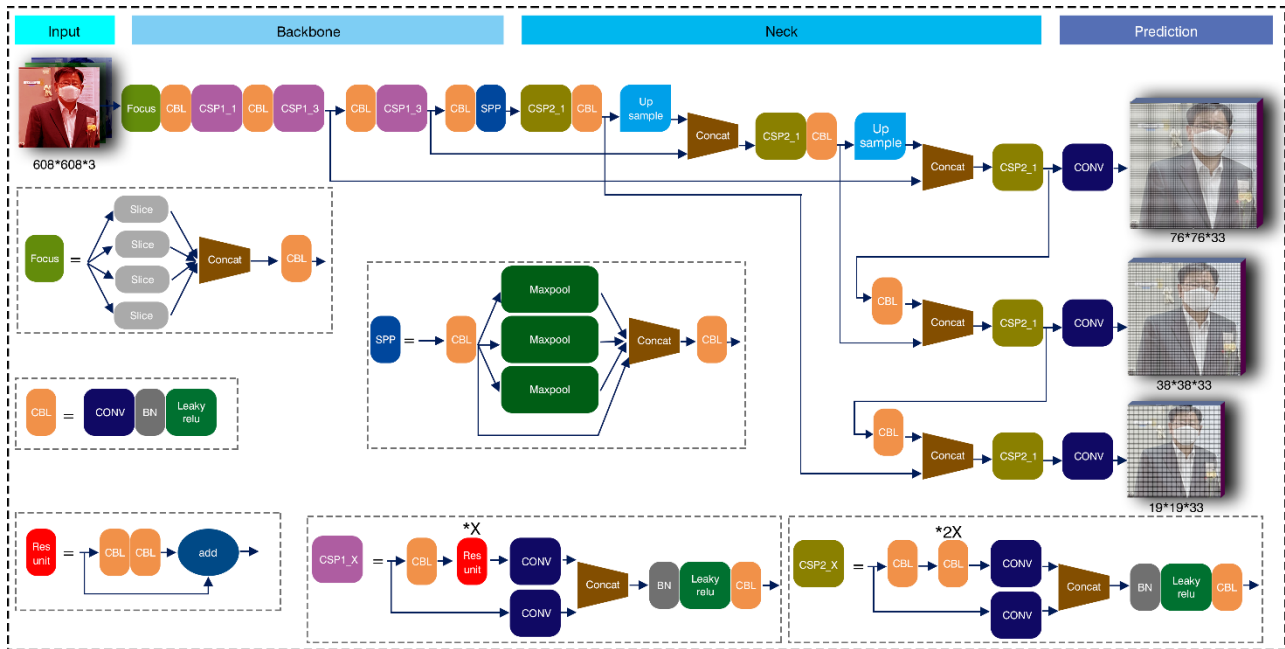 Input
Backbone
Neck
Prediction
Focus
CBL
CSP1_1
CBL
CSP1_3
CBL
CSP1_3
CBL
SPP
CSP2_1
CBL
Up
sample
Concat
CSP2_1
CBL
Up
sample
Concat
CSP2_1
CONV
608*608*3
76*76*33
Focus
=
Slice
Slice
Slice
Slice
Concat
CBL
SPP
=
CBL
Maxpool
Maxpool
Maxpool
Concat
CBL
CBL
Concat
CSP2_1
CONV
38*38*33
CBL
=
CONV
BN
Leaky
relu
CBL
Concat
CSP2_1
CONV
19*19*33
Res
unit
=
CBL
CBL
add
CSP1_X
=
CBL
*X
Res
unit
CONV
CONV
Concat
BN
Leaky
relu
CBL
CSP2_X
=
CBL
*2X
CBL
CONV
CONV
Concat
BN
Leaky
relu
CBL